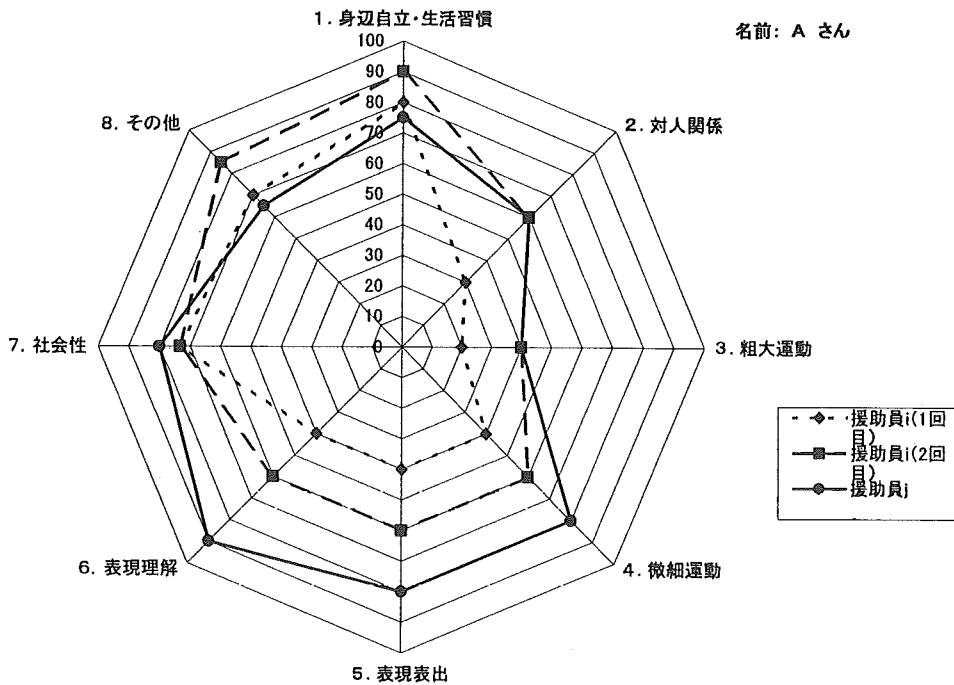 1. 身辺自立・生活習慣
名前: A さん
100
90
80
70
60
50
40
30
20
10
0
2. 対人関係
3. 粗大運動
4. 微細運動
5. 表現表出
6. 表現理解
7. 社会性
8. その他
援助員i(1回
目)
援助員i(2回
目)
援助員j